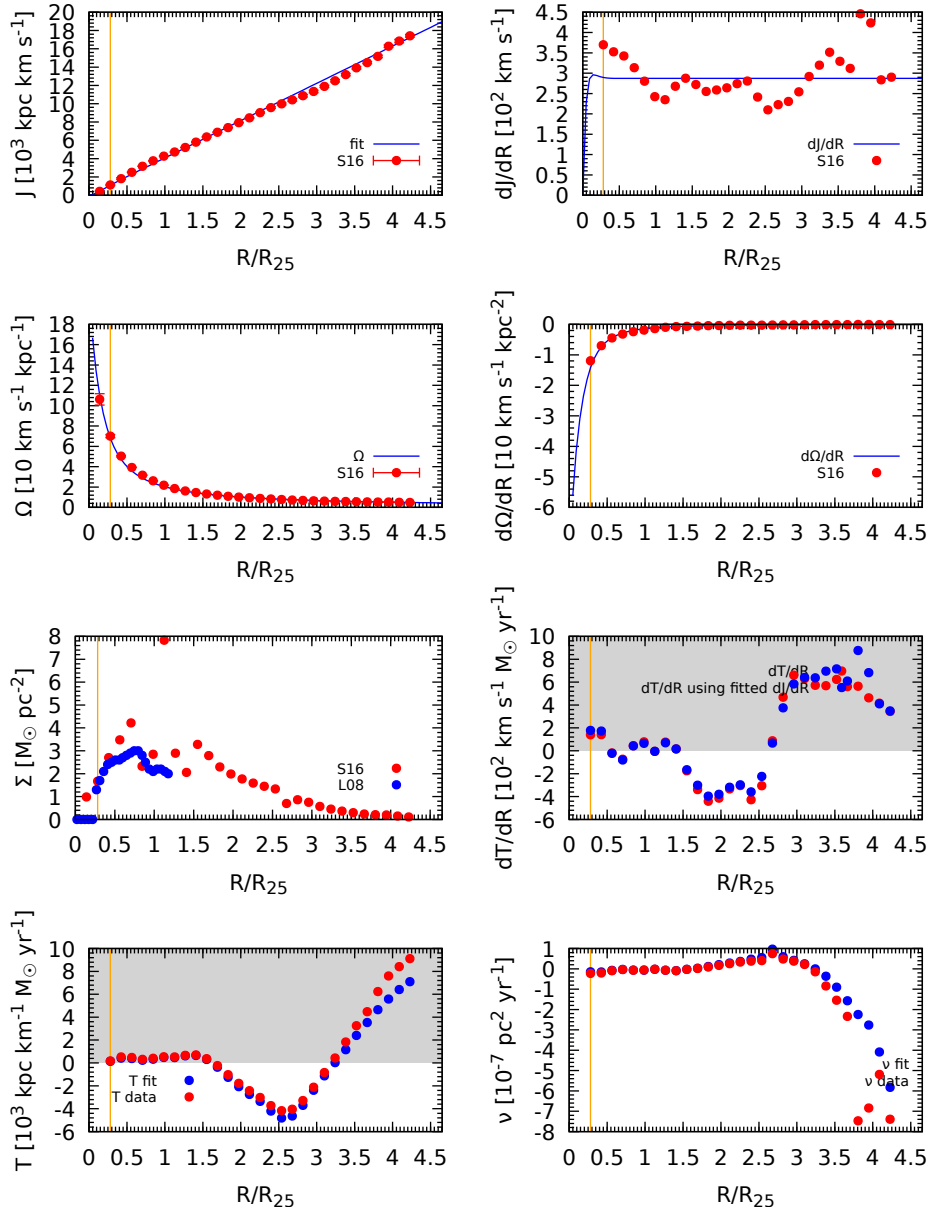 J [10³ kpc km s⁻¹
20
18
16
14
12
10
8
6
4
2
0
fit
S16
0 0.5 1 1.5 2 2.5 3 3.5 4 4.5
R/R₂₅
dJ/dR [10² km s⁻¹]
4.5
4
3.5
3
2.5
2
1.5
1
0.5
0
dJ/dR
S16
0 0.5 1 1.5 2 2.5 3 3.5 4 4.5
R/R₂₅
Ω [10 km s⁻¹ kpc⁻¹]
18
16
14
12
10
8
6
4
2
0
Ω
S16
0 0.5 1 1.5 2 2.5 3 3.5 4 4.5
R/R₂₅
dΩ/dR [10 km s⁻¹ kpc⁻²]
0
-1
-2
-3
-4
-5
-6
dΩ/dR
S16
0 0.5 1 1.5 2 2.5 3 3.5 4 4.5
R/R₂₅
Σ [M⊙ pc⁻²]
8
7
6
5
4
3
2
1
0
S16
L08
0 0.5 1 1.5 2 2.5 3 3.5 4 4.5
R/R₂₅
dT/dR [10² km s⁻¹ M⊙ yr⁻¹]
10
8
6
4
2
0
-2
-4
-6
dT/dR
dT/dR using fitted dJ/dR
0 0.5 1 1.5 2 2.5 3 3.5 4 4.5
R/R₂₅
T [10³ kpc km⁻¹ M⊙ yr⁻¹]
10
8
6
4
2
0
-2
-4
-6
T fit
T data
0 0.5 1 1.5 2 2.5 3 3.5 4 4.5
R/R₂₅
ν [10⁻⁷ pc² yr⁻¹]
1
0
-1
-2
-3
-4
-5
-6
-7
-8
ν fit
ν data
0 0.5 1 1.5 2 2.5 3 3.5 4 4.5
R/R₂₅